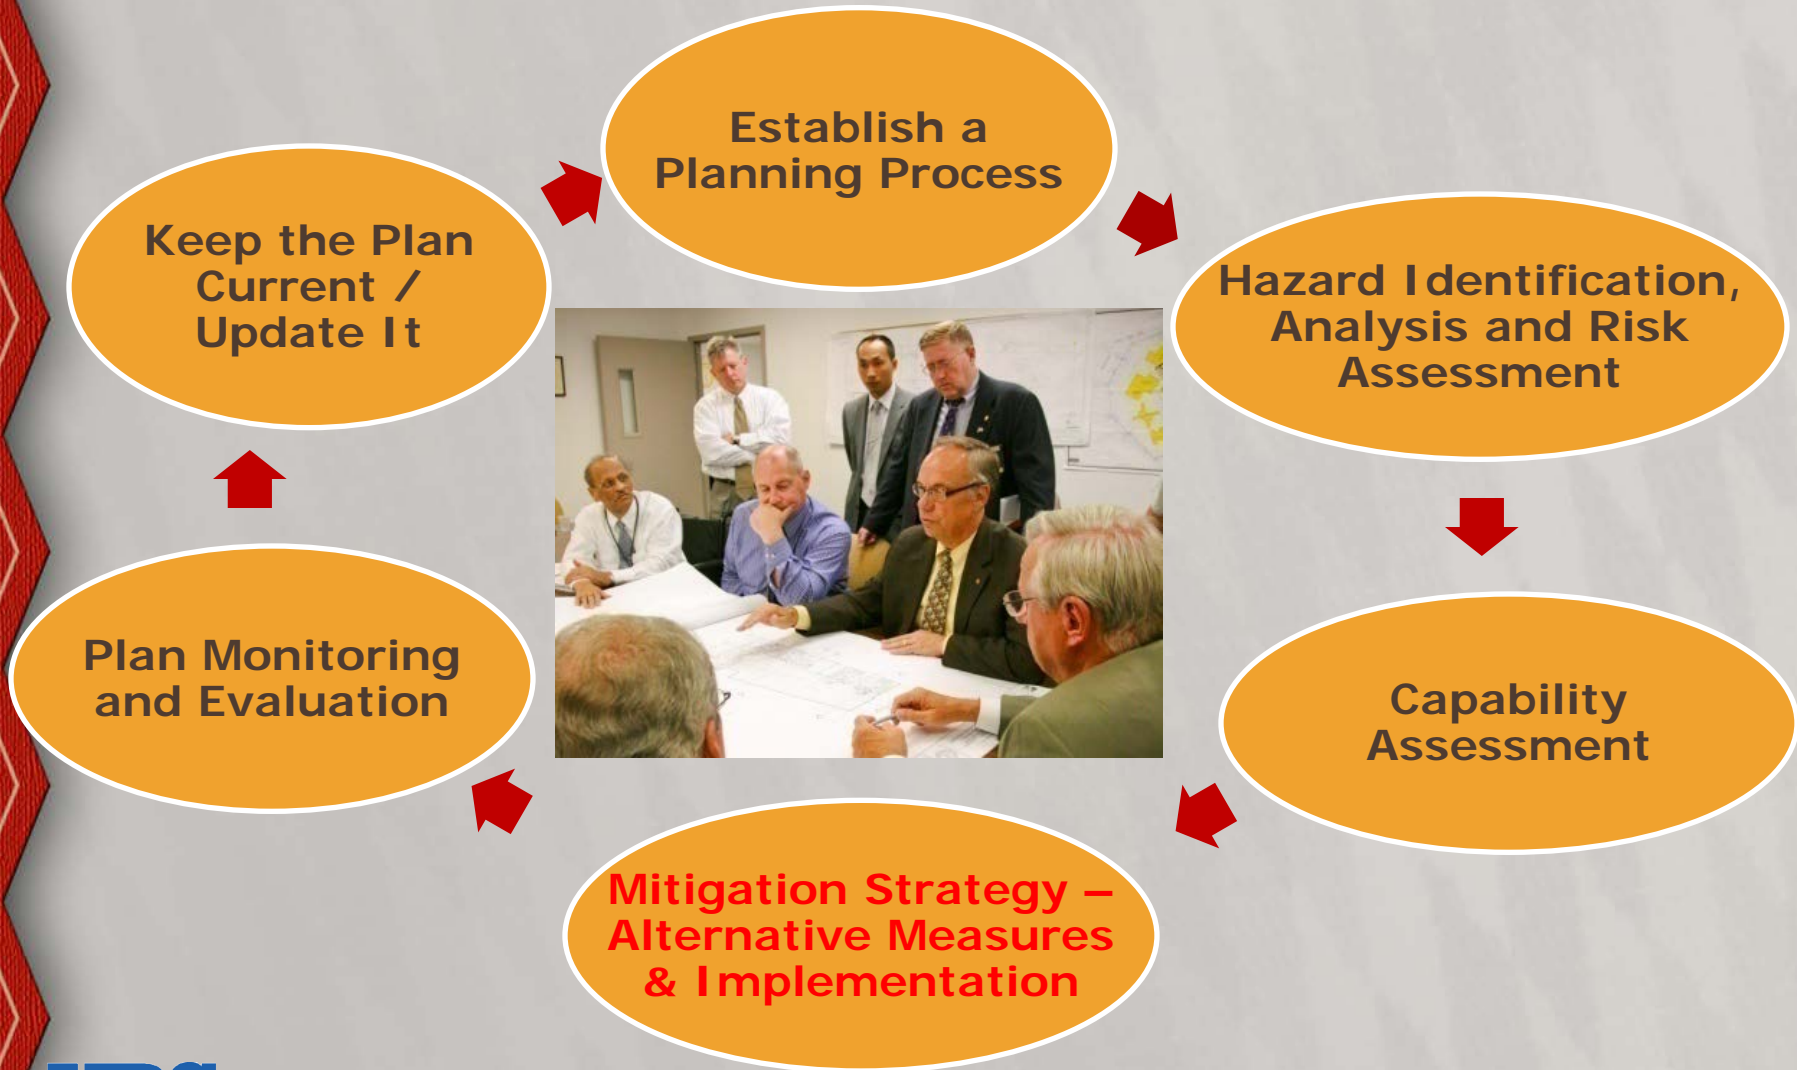 Establish a
Planning Process
Hazard Identification,
Analysis and Risk
Assessment
Capability
Assessment
Mitigation Strategy –
Alternative Measures
& Implementation
Plan Monitoring
and Evaluation
Keep the Plan
Current /
Update It